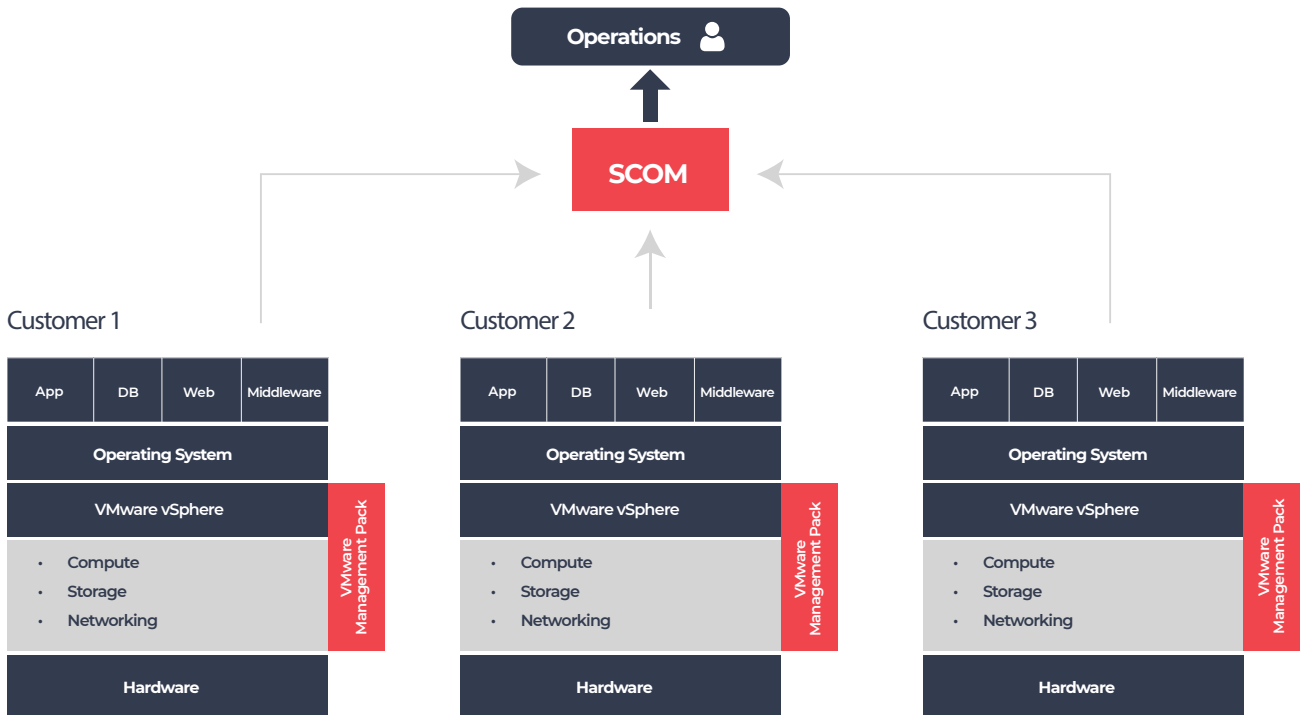 Operations
SCOM
Customer 1
App
DB
Web
Middleware
Operating System
VMware vSphere
• Compute
• Storage
• Networking
VMware
Management Pack
Hardware
Customer 2
App
DB
Web
Middleware
Operating System
VMware vSphere
• Compute
• Storage
• Networking
VMware
Management Pack
Hardware
Customer 3
App
DB
Web
Middleware
Operating System
VMware vSphere
• Compute
• Storage
• Networking
VMware
Management Pack
Hardware